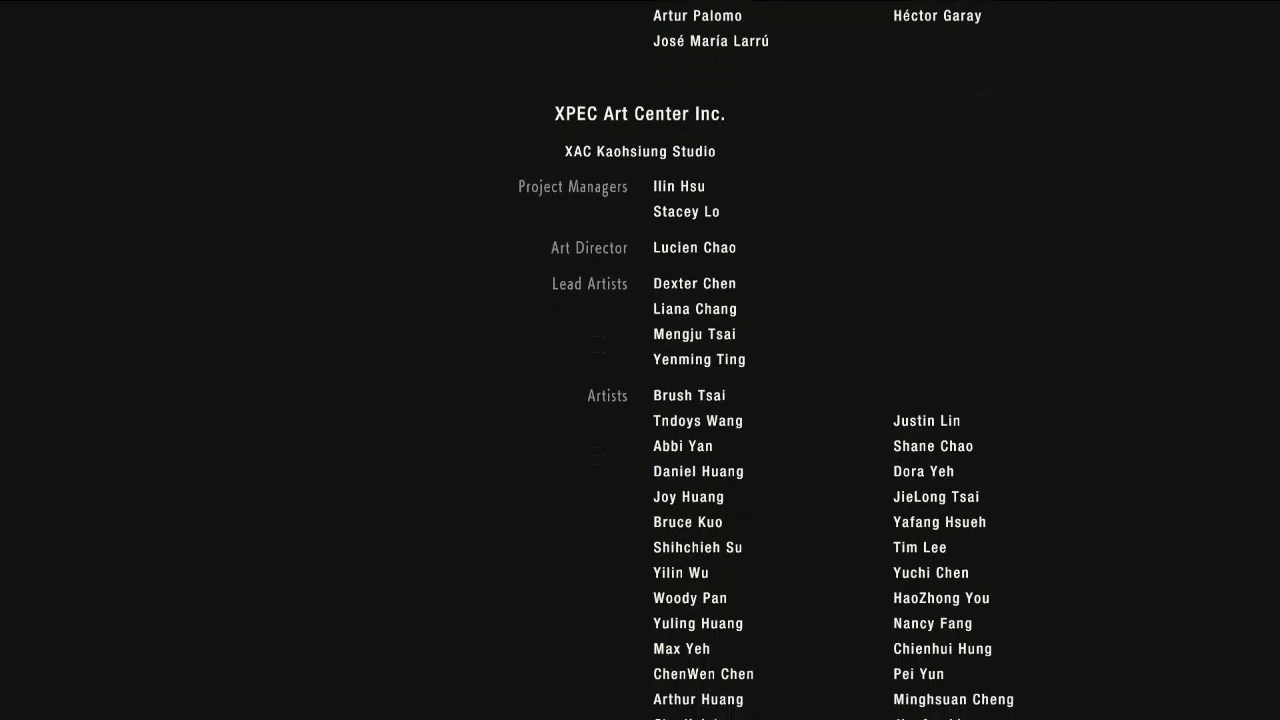 Artur Palomo Héctor Garay
José María Larrú
XPEC Art Center Inc.
XAC Kaohsiung Studio
Project Managers Ilin Hsu
Stacey Lo
Art Director Lucien Chao
Lead Artists Dexter Chen
Liana Chang
Mengju Tsai
Yenming Ting
Artists Brush Tsai
Tndoys Wang Justin Lin
Abbi Yan Shane Chao
Daniel Huang Dora Yeh
Joy Huang JieLong Tsai
Bruce Kuo Yafang Hsueh
Shihchieh Su Tim Lee
Yilin Wu Yuchi Chen
Woody Pan HaoZhong You
Yuling Huang Nancy Fang
Max Yeh Chienhui Hung
ChenWen Chen Pei Yun
Arthur Huang Minghsuan Cheng